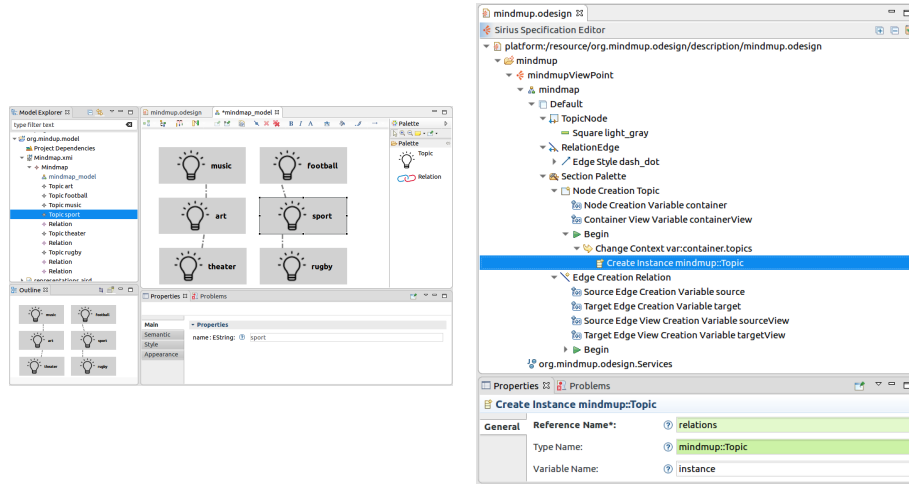 Model Explorer
type filter text
org.mindup.model
Project Dependencies
Mindmap.xmi
Mindmap
mindmap_model
Topic art
Topic football
Topic music
Topic sport
Relation
Topic theater
Relation
Topic rugby
Relation
Relation
representations.aird
Outline
music
football
art
sport
theater
rugby
mindmup.odesign
*mindmap_model
B I A
music
football
art
sport
theater
rugby
Palette
Palette
Topic
Relation
Properties
Problems
Main
Semantic
Style
Appearance
Properties
name : EString:
sport
mindmup.odesign
Sirius Specification Editor
platform:/resource/org.mindmup.odesign/description/mindmup.odesign
mindmup
mindmupViewPoint
mindmap
Default
TopicNode
Square light_gray
RelationEdge
Edge Style dash_dot
Section Palette
Node Creation Topic
Node Creation Variable container
Container View Variable containerView
Begin
Change Context var:container.topics
Create Instance mindmup::Topic
Edge Creation Relation
Source Edge Creation Variable source
Target Edge Creation Variable target
Source Edge View Creation Variable sourceView
Target Edge View Creation Variable targetView
Begin
org.mindmup.odesign.Services
Properties
Problems
Create Instance mindmup::Topic
General
Reference Name*:
relations
Type Name:
mindmup::Topic
Variable Name:
instance